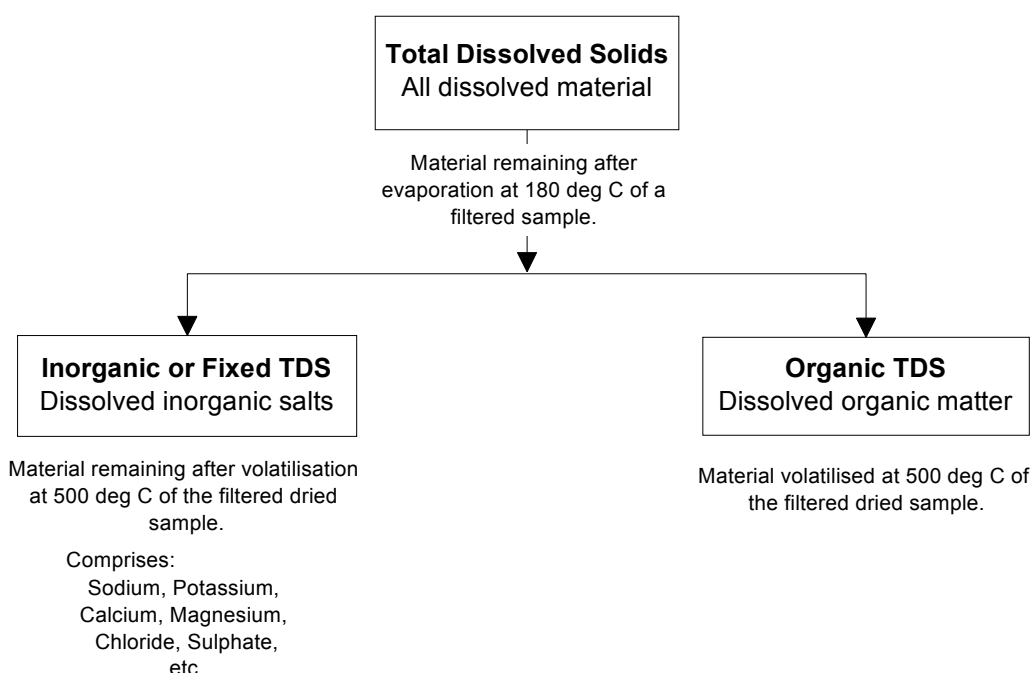 Total Dissolved Solids
All dissolved material
Material remaining after
evaporation at 180 deg C of a
filtered sample.
Inorganic or Fixed TDS
Dissolved inorganic salts
Material remaining after volatilisation
at 500 deg C of the filtered dried
sample.
Comprises:
Sodium, Potassium,
Calcium, Magnesium,
Chloride, Sulphate,
etc
Organic TDS
Dissolved organic matter
Material volatilised at 500 deg C of
the filtered dried sample.